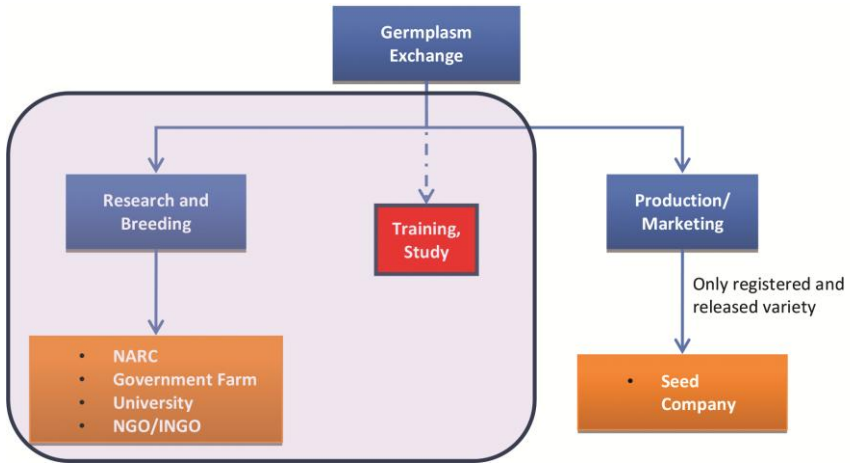 Germplasm
Exchange
Research and
Breeding
Training,
Study
Production/
Marketing
Only registered and
released variety
• NARC
• Government Farm
• University
• NGO/INGO
• Seed
Company